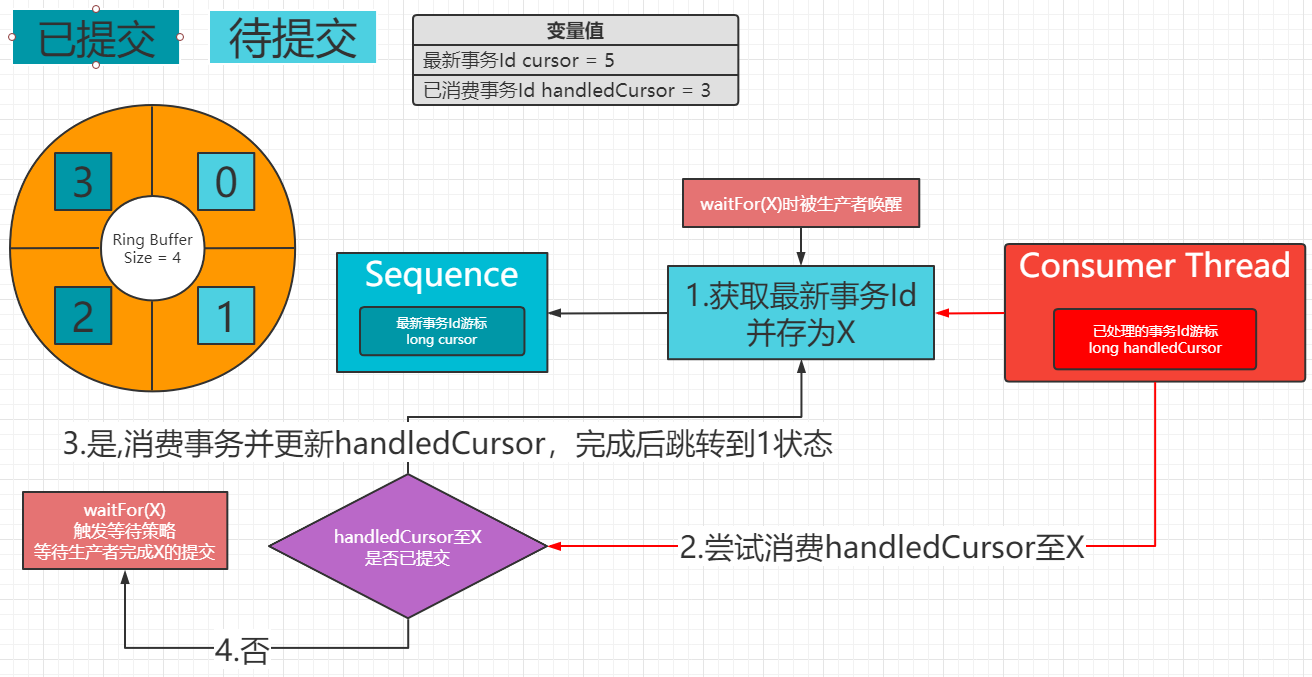 已提交
待提交
变量值
最新事务Id cursor = 5
已消费事务Id handledCursor = 3
3
0
Ring Buffer
Size = 4
2
1
waitFor(X)时被生产者唤醒
Sequence
最新事务Id游标
long cursor
1.获取最新事务Id
并存为X
Consumer Thread
已处理的事务Id游标
long handledCursor
3.是,消费事务并更新handledCursor，完成后跳转到1状态
waitFor(X)
触发等待策略
等待生产者完成X的提交
handledCursor至X
是否已提交
2.尝试消费handledCursor至X
4.否